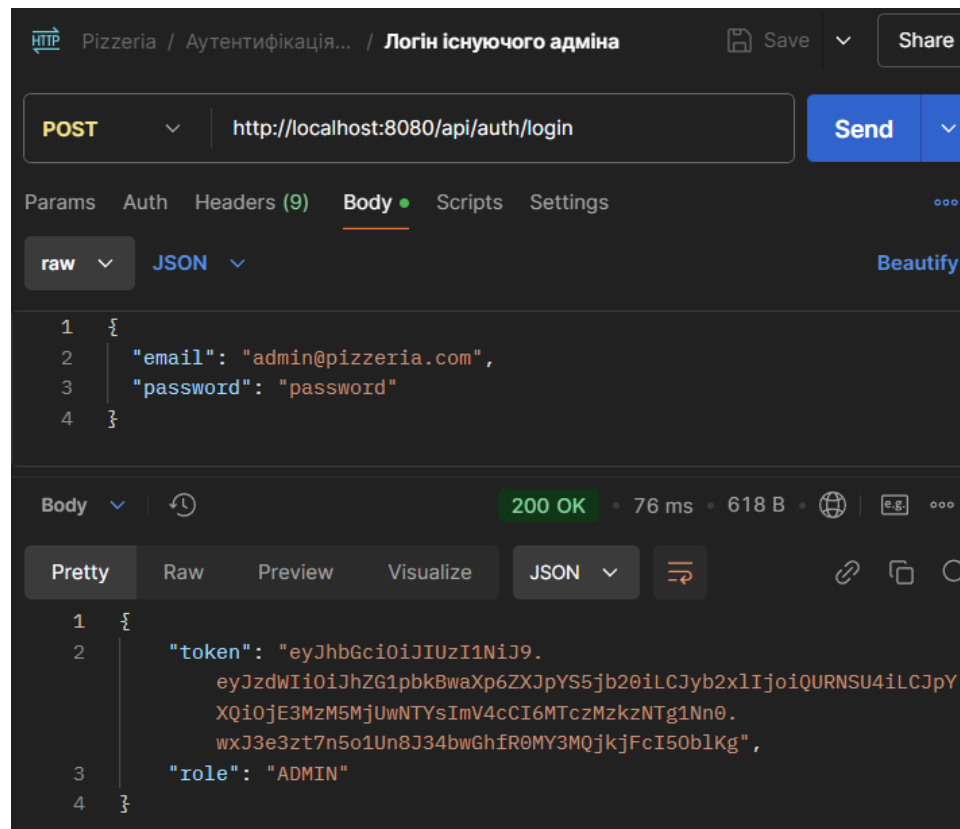 HTTP Pizzeria / Аутентифікація... / Логін існуючого адміна Save Share
POST http://localhost:8080/api/auth/login Send
Params Auth Headers (9) Body Scripts Settings
raw JSON Beautify
1 {
2 "email": "admin@pizzeria.com",
3 "password": "password"
4 }
Body 200 OK • 76 ms • 618 B • e.g.
Pretty Raw Preview Visualize JSON
1 {
2 "token": "eyJhbGciOiJIUzI1NiJ9.
eyJzdWIiOiJhZG1pbkBwaXp6ZXJpYS5jb20iLCJyb2xlIjoiQURNSU4iLCJpY
XQiOjE3MzM5MjUwNTYsImV4cCI6MTczMzkzNTg1Nn0.
wxJ3e3zt7n5o1Un8J34bwGhfR0MY3MQjkjFcI5OblKg",
3 "role": "ADMIN"
4 }